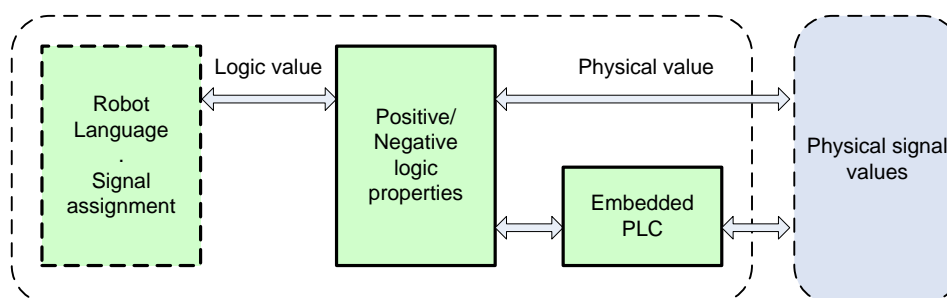 Robot
Language
.
Signal
assignment
Logic value
Positive/
Negative
logic
properties
Physical value
Embedded
PLC
Physical signal
values